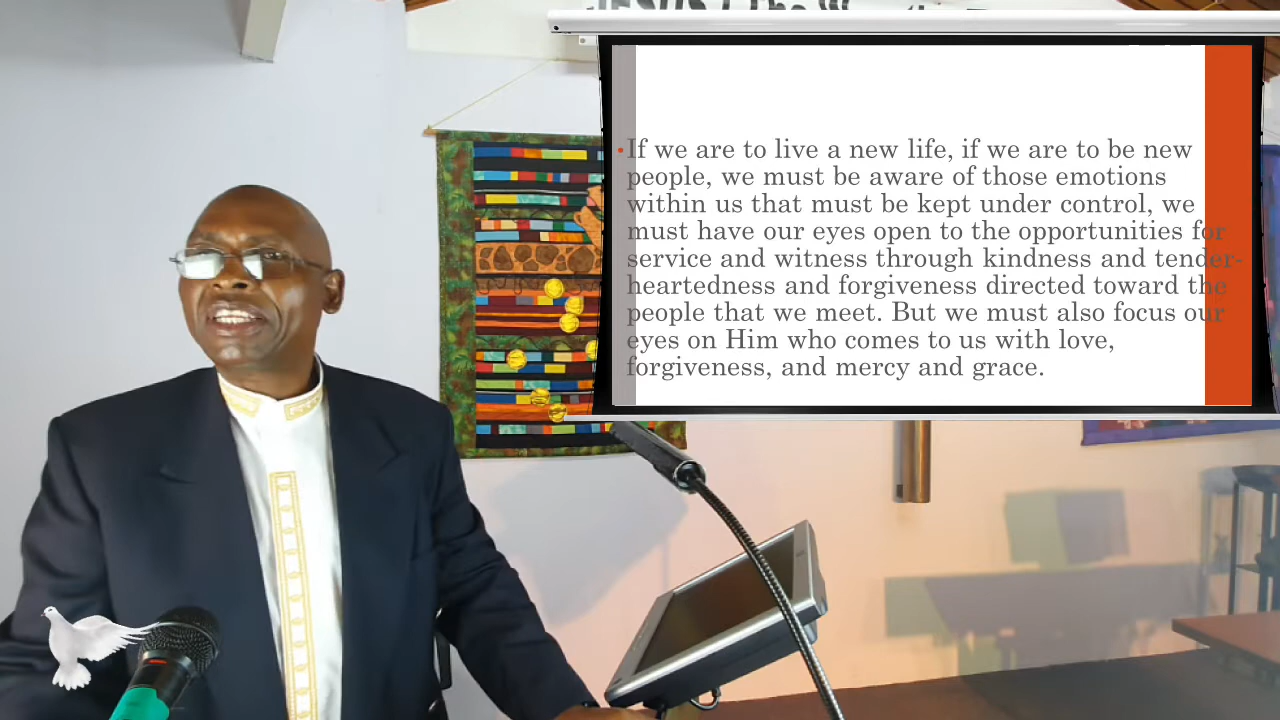 JESUS
If we are to live a new life, if we are to be new
people, we must be aware of those emotions
within us that must be kept under control, we
must have our eyes open to the opportunities for
service and witness through kindness and tender-
heartedness and forgiveness directed toward the
people that we meet. But we must also focus our
eyes on Him who comes to us with love,
forgiveness, and mercy and grace.